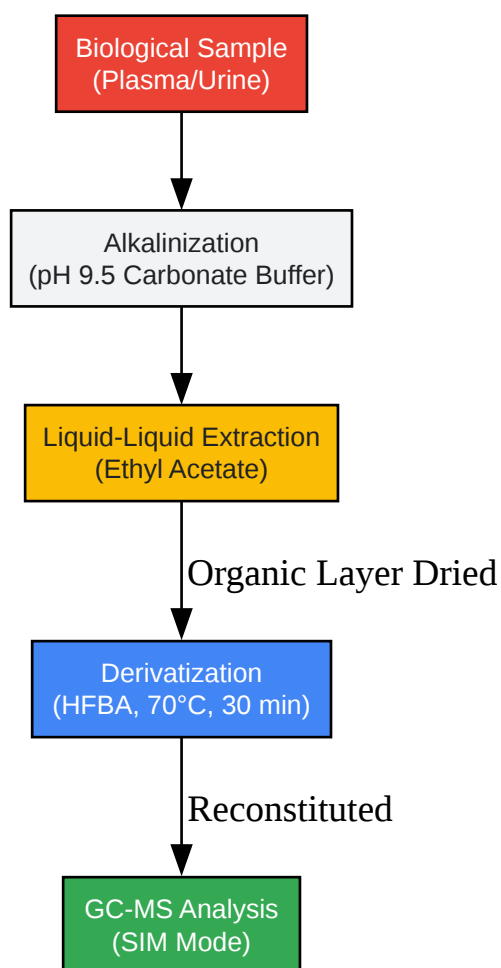 Biological Sample
(Plasma/Urine)
Alkalinization
(pH 9.5 Carbonate Buffer)
Liquid-Liquid Extraction
(Ethyl Acetate)
Organic Layer Dried
Derivatization
(HFBA, 70°C, 30 min)
Reconstituted
GC-MS Analysis
(SIM Mode)